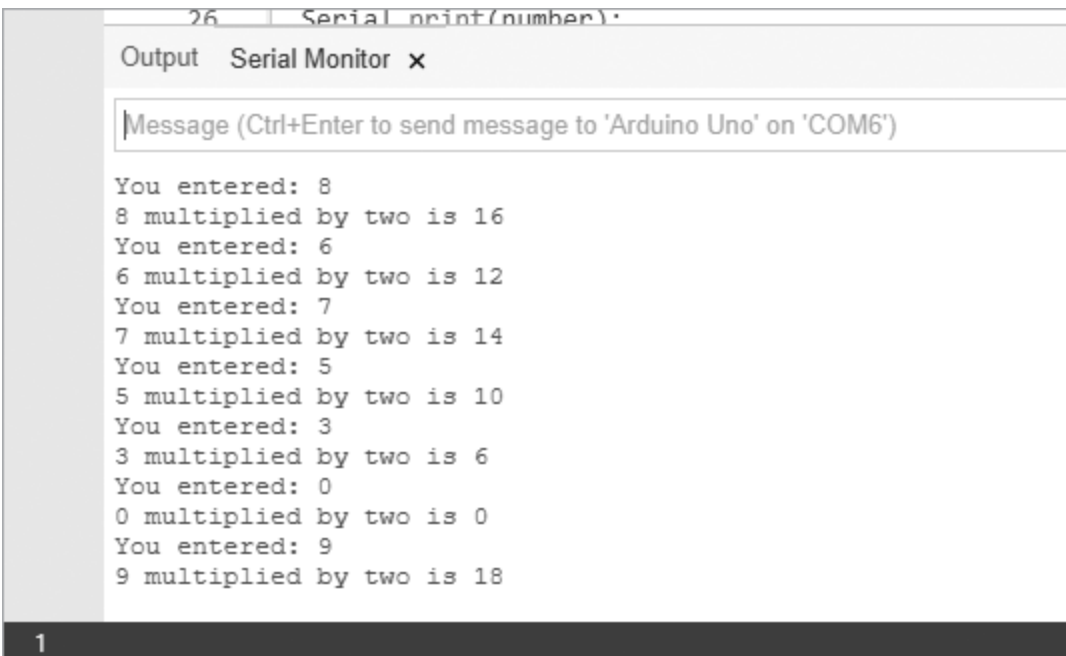 26 Serial.print(number);
Output Serial Monitor ×
Message (Ctrl+Enter to send message to 'Arduino Uno' on 'COM6')
You entered: 8
8 multiplied by two is 16
You entered: 6
6 multiplied by two is 12
You entered: 7
7 multiplied by two is 14
You entered: 5
5 multiplied by two is 10
You entered: 3
3 multiplied by two is 6
You entered: 0
0 multiplied by two is 0
You entered: 9
9 multiplied by two is 18
1